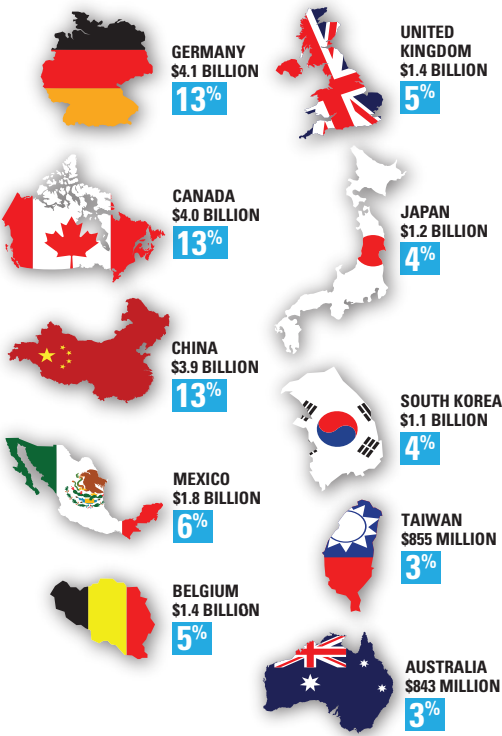 GERMANY
$4.1 BILLION
13%
CANADA
$4.0 BILLION
13%
CHINA
$3.9 BILLION
13%
MEXICO
$1.8 BILLION
6%
BELGIUM
$1.4 BILLION
5%
UNITED
KINGDOM
$1.4 BILLION
5%
JAPAN
$1.2 BILLION
4%
SOUTH KOREA
$1.1 BILLION
4%
TAIWAN
$855 MILLION
3%
AUSTRALIA
$843 MILLION
3%